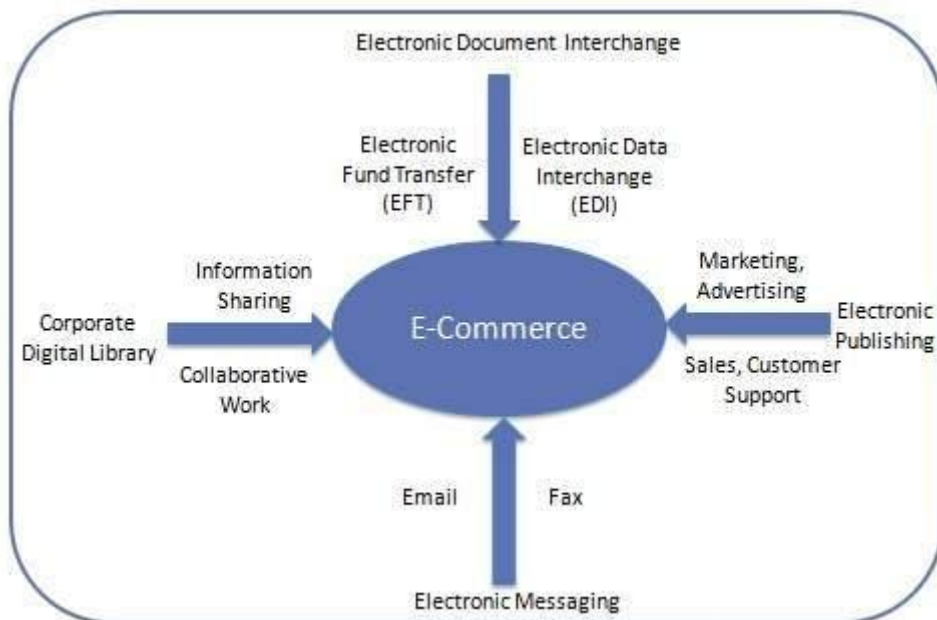 Electronic Document Interchange
Electronic
Fund Transfer
(EFT)
Electronic Data
Interchange
(EDI)
Information
Sharing
Marketing,
Advertising
Corporate
Digital Library
E-Commerce
Electronic
Publishing
Collaborative
Work
Sales, Customer
Support
Email
Fax
Electronic Messaging